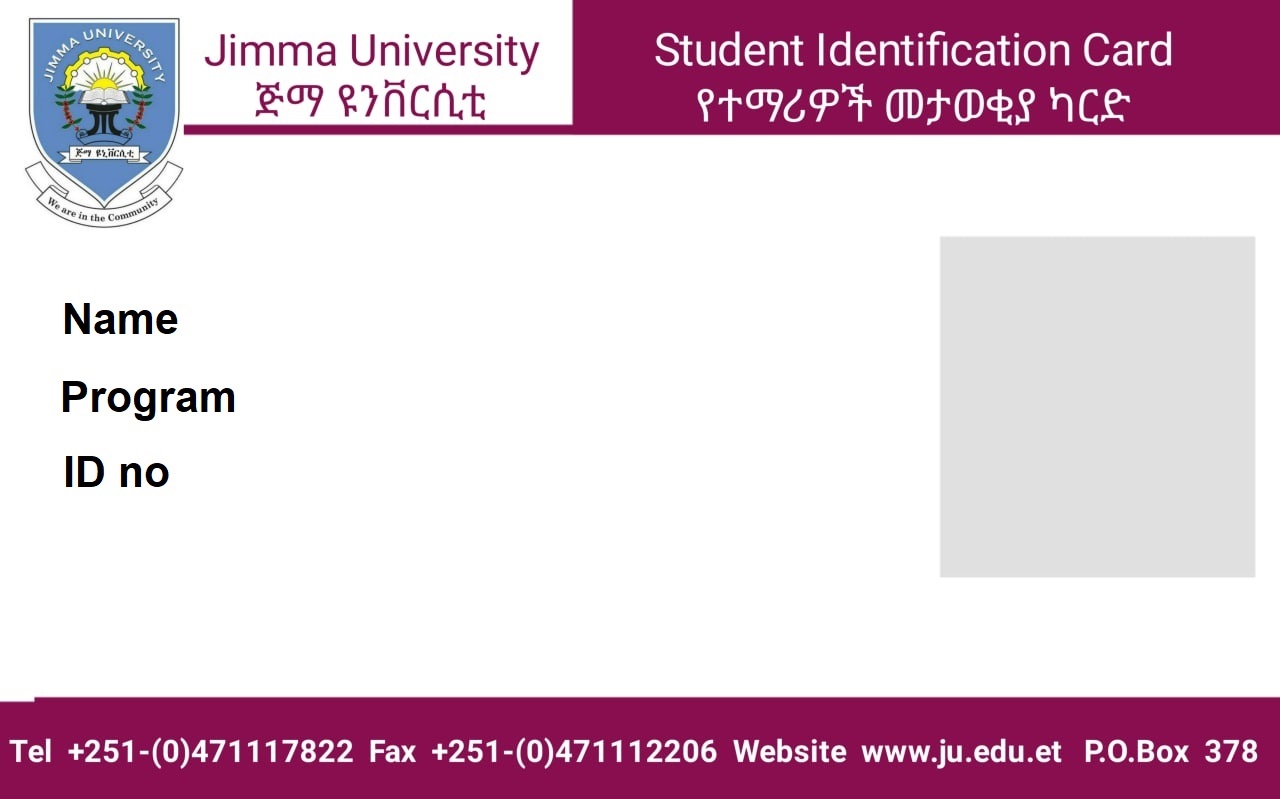 JIMMA UNIVERSITY
ጅማ ዩኒቨርሲቲ
We are in the Community
Jimma University
ጅማ ዩንቨርሲቲ
Student Identification Card
የተማሪዎች መታወቂያ ካርድ
Name
Program
ID no
Tel +251-(0)471117822 Fax +251-(0)471112206 Website www.ju.edu.et P.O.Box 378